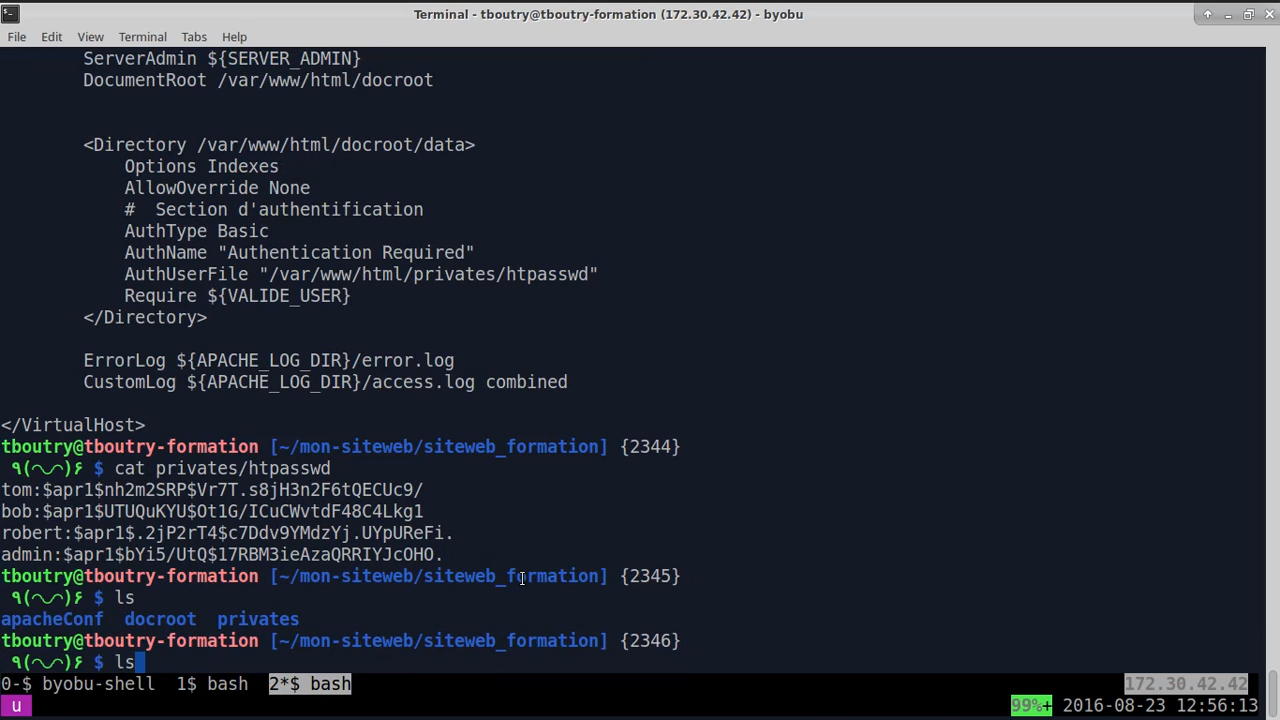 Terminal - tboutry@tboutry-formation (172.30.42.42) - byobu
File Edit View Terminal Tabs Help
ServerAdmin ${SERVER_ADMIN}
DocumentRoot /var/www/html/docroot
<Directory /var/www/html/docroot/data>
Options Indexes
AllowOverride None
#  Section d'authentification
AuthType Basic
AuthName "Authentication Required"
AuthUserFile "/var/www/html/privates/htpasswd"
Require ${VALIDE_USER}
</Directory>
ErrorLog ${APACHE_LOG_DIR}/error.log
CustomLog ${APACHE_LOG_DIR}/access.log combined
</VirtualHost>
tboutry@tboutry-formation [~/mon-siteweb/siteweb_formation] {2344}
٩(◠◡◠)۶ $ cat privates/htpasswd
tom:$apr1$nh2m2SRP$Vr7T.s8jH3n2F6tQECUc9/
bob:$apr1$UTUQuKYU$Ot1G/ICuCWvtdF48C4Lkg1
robert:$apr1$.2jP2rT4$c7Ddv9YMdzYj.UYpUReFi.
admin:$apr1$bYi5/UtQ$17RBM3ieAzaQRRIYJcOHO.
tboutry@tboutry-formation [~/mon-siteweb/siteweb_formation] {2345}
٩(◠◡◠)۶ $ ls
apacheConf docroot privates
tboutry@tboutry-formation [~/mon-siteweb/siteweb_formation] {2346}
٩(◠◡◠)۶ $ ls
0-$ byobu-shell 1$ bash 2*$ bash 172.30.42.42
u 99%+ 2016-08-23 12:56:13